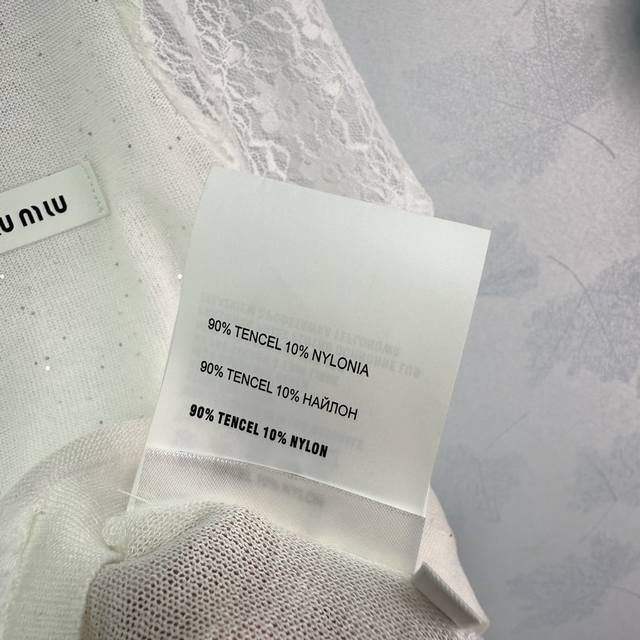 U MIU
90% TENCEL 10% NYLONIA
90% TENCEL 10% НАЙЛОН
90% TENCEL 10% NYLON